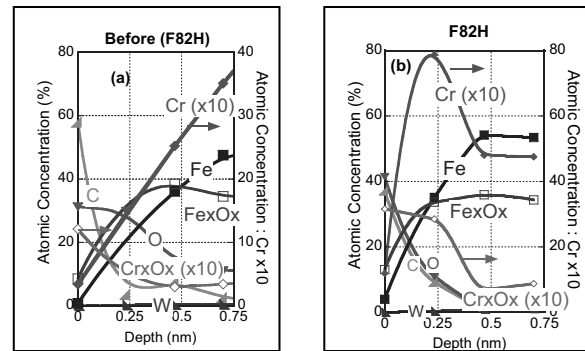 Before (F82H)
(a)
Atomic Concentration (%)
80
60
40
20
0
40
30
20
10
0
Atomic Concentration : Cr x10
Cr (x10)
Fe
FexOx
C
O
CrxOx (x10)
W
0 0.25 0.5 0.75
Depth (nm)
F82H
(b)
Atomic Concentration (%)
80
60
40
20
0
80
60
40
20
0
Atomic Concentration : Cr x10
Cr (x10)
Fe
FexOx
O
C
CrxOx (x10)
W
0 0.25 0.5 0.75
Depth (nm)